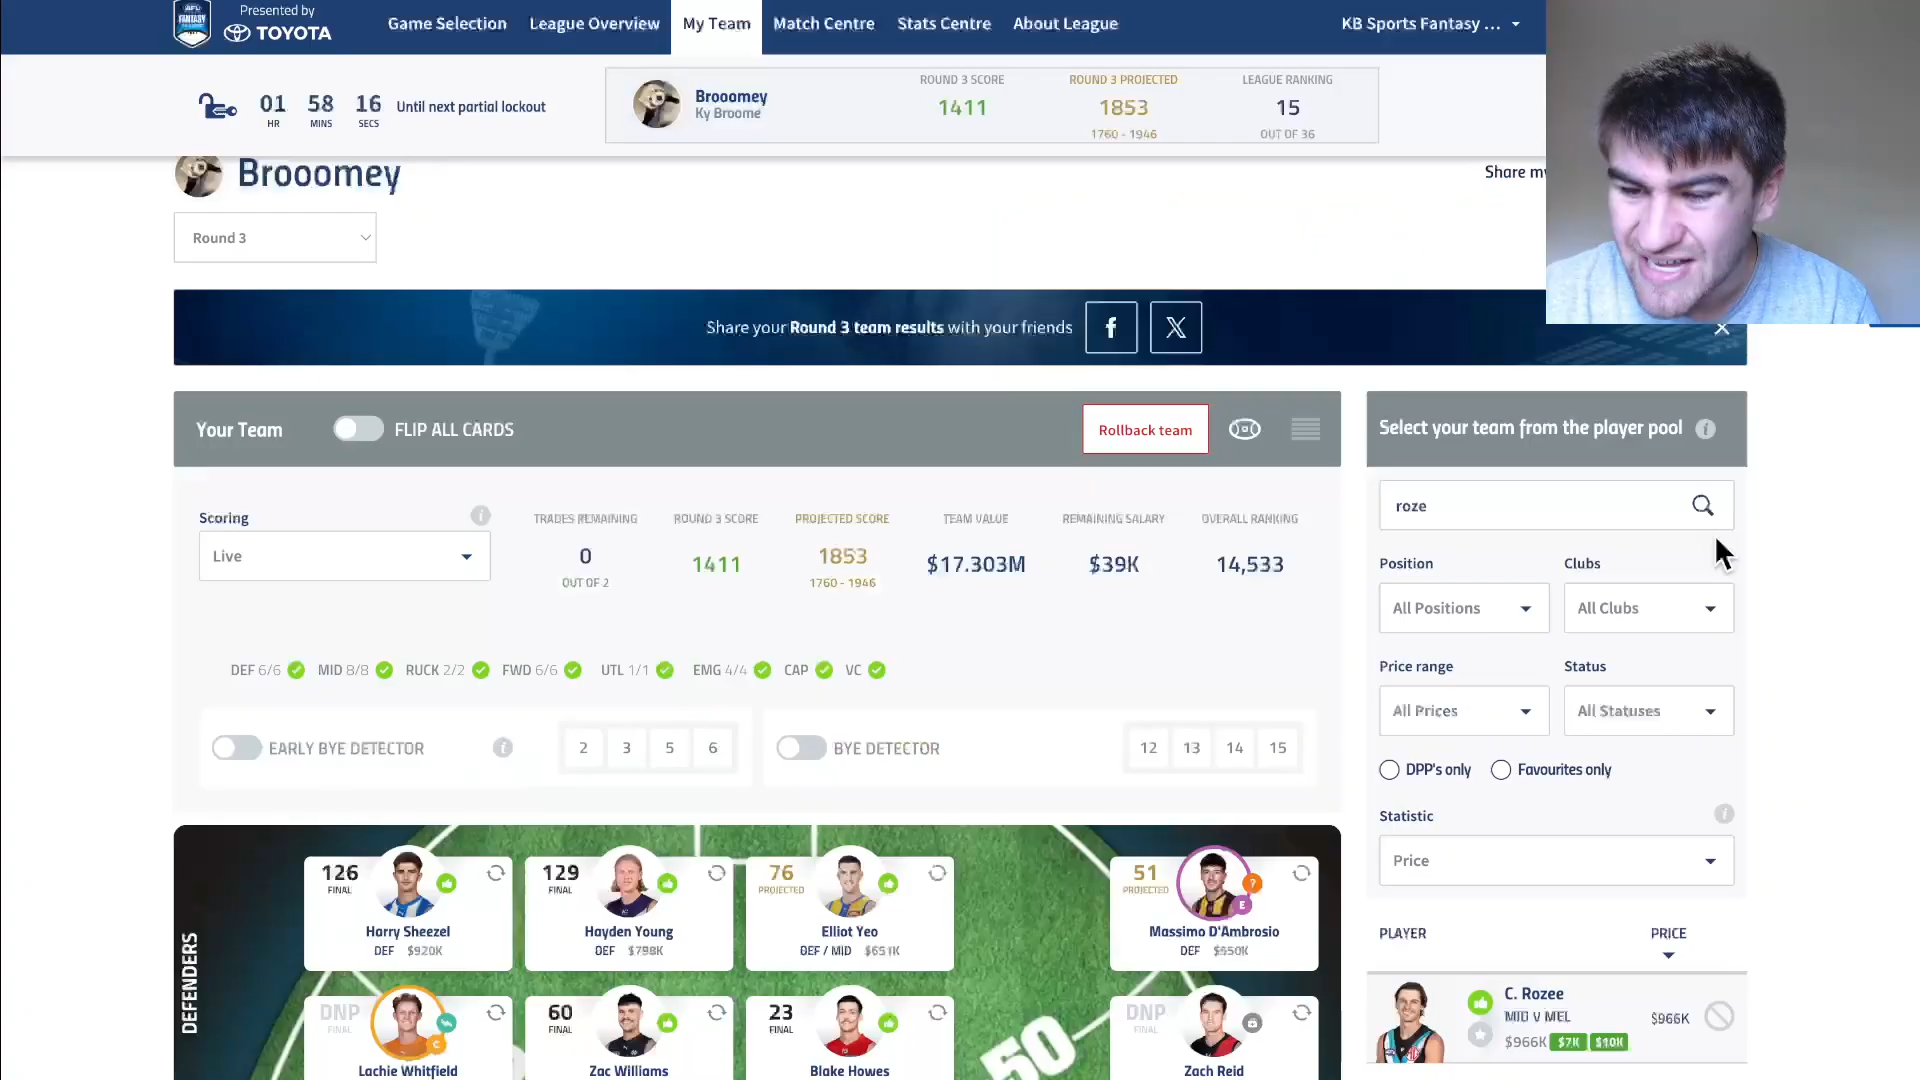 AFL
FANTASY
Presented by
TOYOTA
Game Selection
League Overview
My Team
Match Centre
Stats Centre
About League
KB Sports Fantasy ...
01
HR
58
MINS
16
SECS
Until next partial lockout
Brooomey
Ky Broome
ROUND 3 SCORE
1411
ROUND 3 PROJECTED
1853
1760 - 1946
LEAGUE RANKING
15
OUT OF 36
Brooomey
Share my
Round 3
Share your Round 3 team results with your friends
Your Team
FLIP ALL CARDS
Rollback team
Scoring
Live
TRADES REMAINING
0
OUT OF 2
ROUND 3 SCORE
1411
PROJECTED SCORE
1853
1760 - 1946
TEAM VALUE
$17.303M
REMAINING SALARY
$39K
OVERALL RANKING
14,533
DEF 6/6
MID 8/8
RUCK 2/2
FWD 6/6
UTL 1/1
EMG 4/4
CAP
VC
EARLY BYE DETECTOR
2
3
5
6
BYE DETECTOR
12
13
14
15
DEFENDERS
126
FINAL
Harry Sheezel
DEF $920K
129
FINAL
Hayden Young
DEF $798K
76
PROJECTED
Elliot Yeo
DEF / MID $651K
51
PROJECTED
?
E
Massimo D'Ambrosio
DEF $550K
DNP
FINAL
C
Lachie Whitfield
60
FINAL
Zac Williams
23
FINAL
Blake Howes
50
DNP
FINAL
Zach Reid
Select your team from the player pool
roze
Position
All Positions
Clubs
All Clubs
Price range
All Prices
Status
All Statuses
DPP's only
Favourites only
Statistic
Price
PLAYER
PRICE
C. Rozee
MID V MEL
$966K $7K $10K
$966K